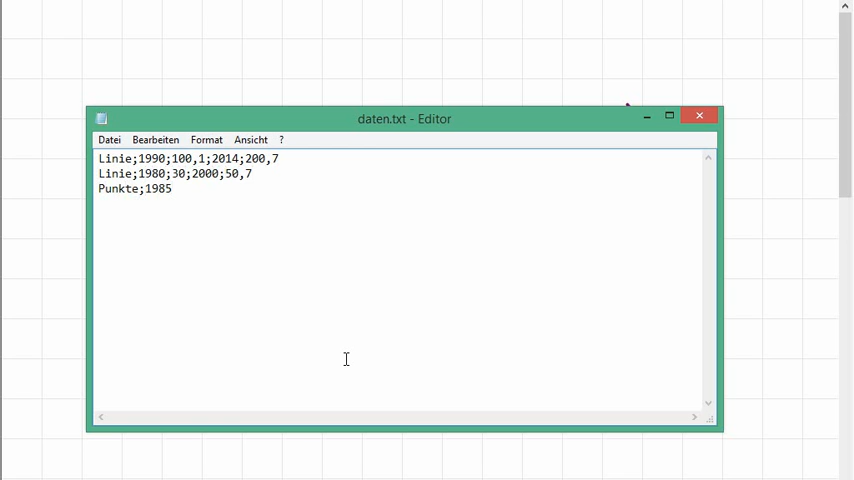 daten.txt - Editor
Datei Bearbeiten Format Ansicht ?
Linie;1990;100,1;2014;200,7
Linie;1980;30;2000;50,7
Punkte;1985